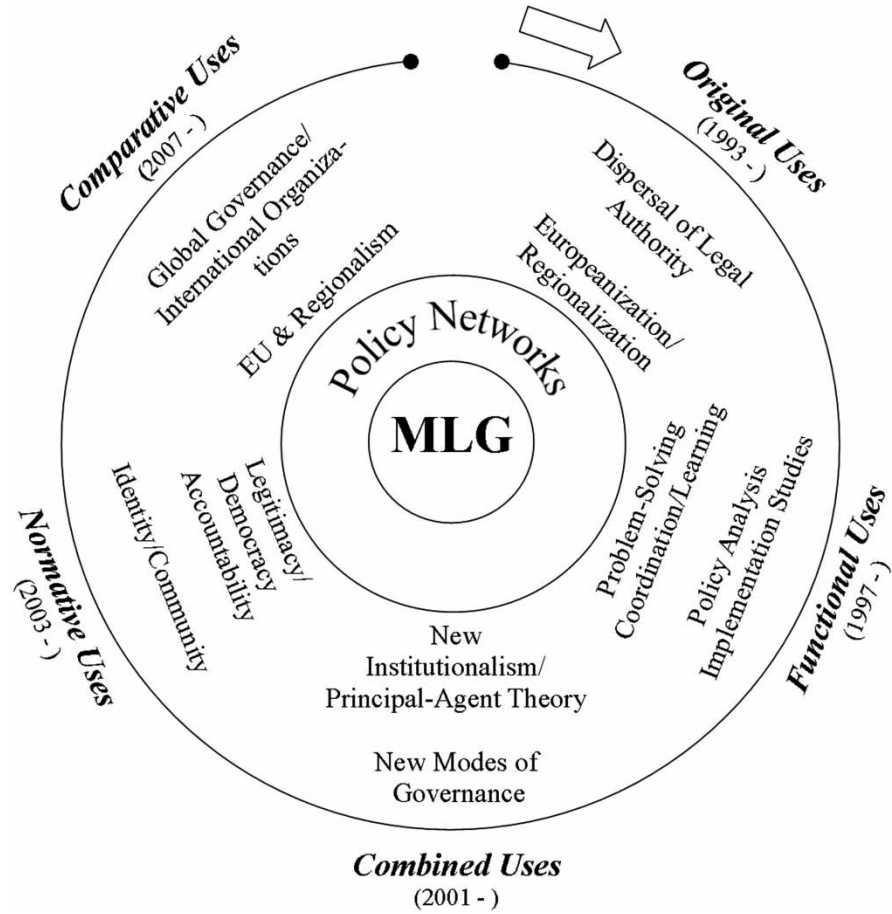 Original Uses
(1993 - )
Dispersal of Legal
Authority
Europeanization/
Regionalization
Functional Uses
(1997 - )
Problem-Solving
Coordination/Learning
Policy Analysis
Implementation Studies
Combined Uses
(2001 - )
New
Institutionalism/
Principal-Agent Theory
New Modes of
Governance
Normative Uses
(2003 - )
Identity/Community
Legitimacy/
Democracy
Accountability
Comparative Uses
(2007 - )
Global Governance/
International Organiza-
tions
EU & Regionalism
Policy Networks
MLG